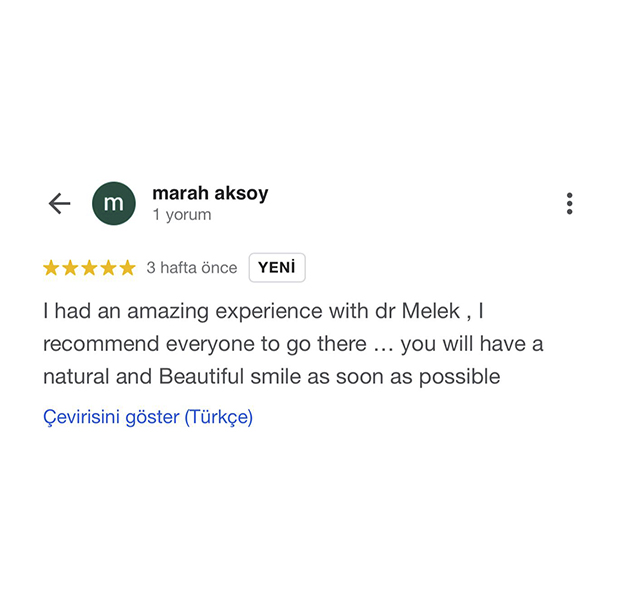 m
marah aksoy
1 yorum
3 hafta önce YENİ
I had an amazing experience with dr Melek , I
recommend everyone to go there … you will have a
natural and Beautiful smile as soon as possible
Çevirisini göster (Türkçe)